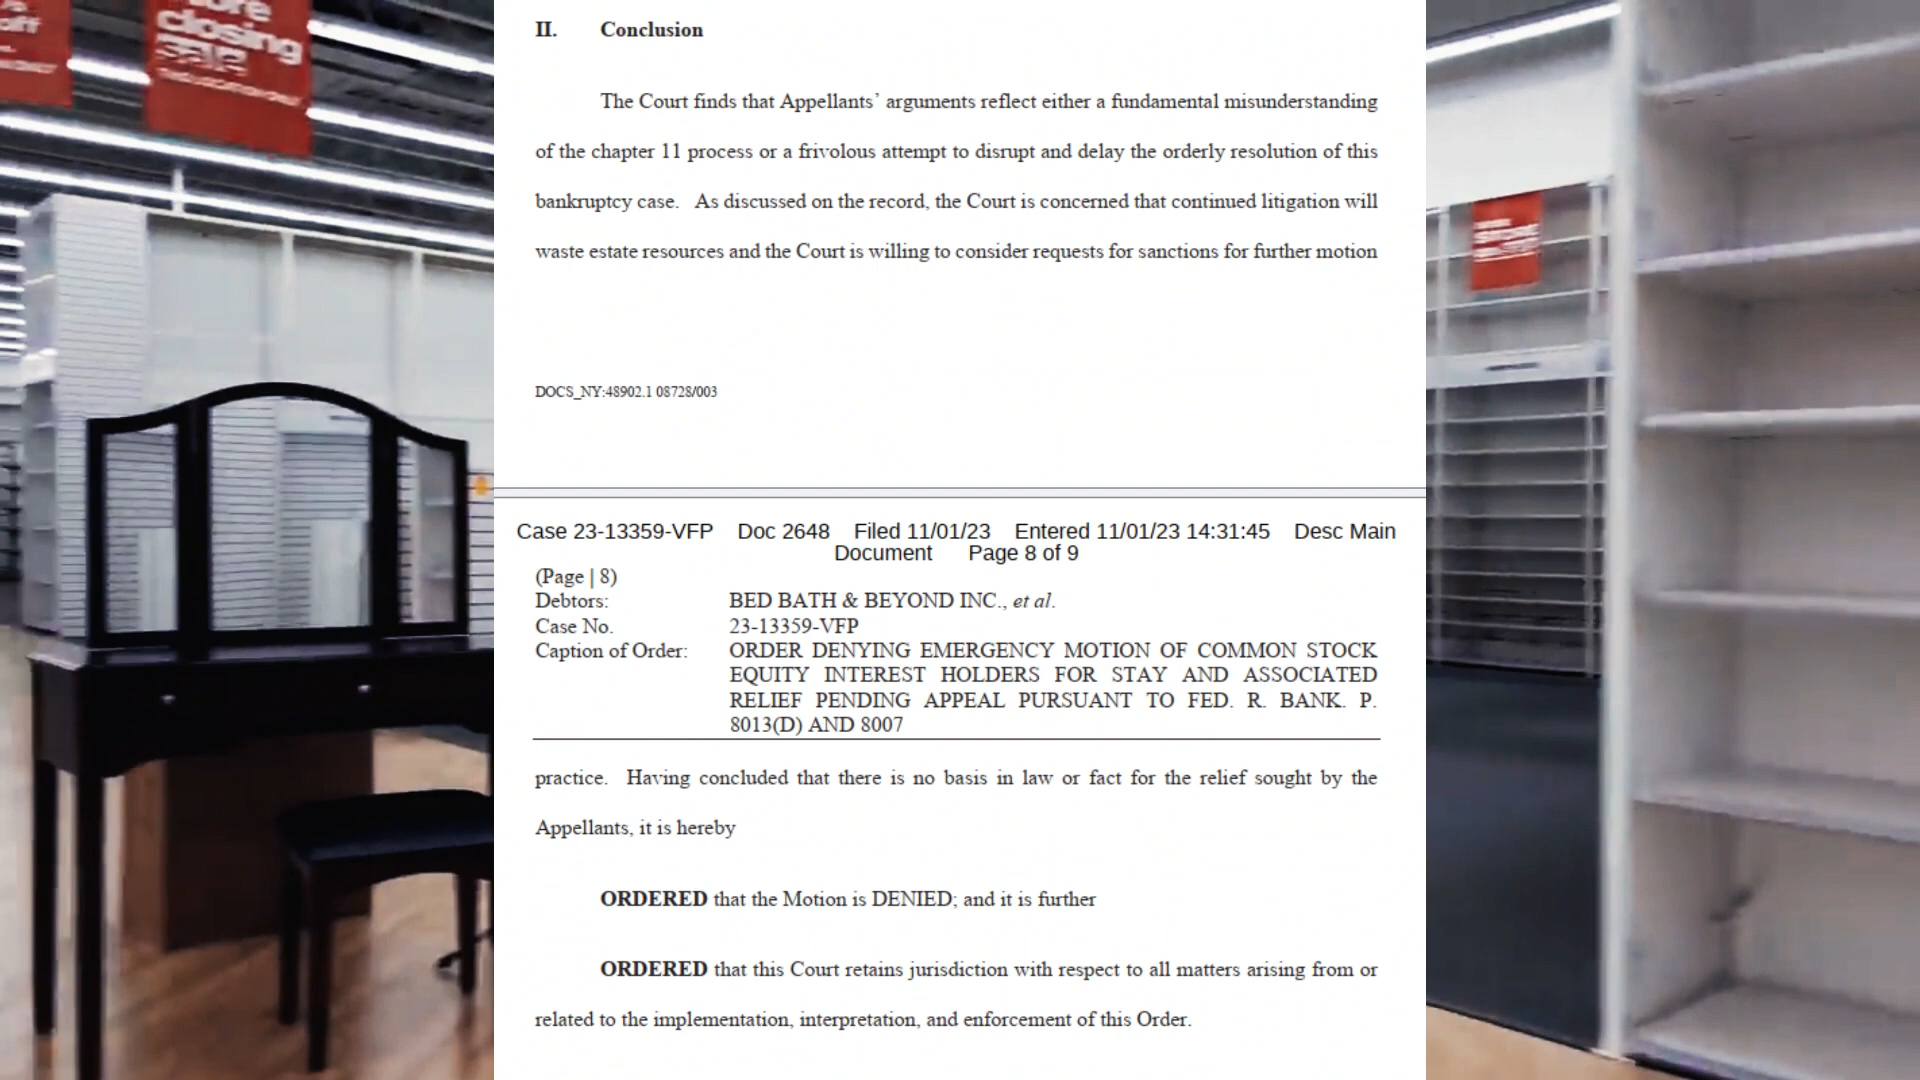 off
closing
II. Conclusion
The Court finds that Appellants’ arguments reflect either a fundamental misunderstanding
of the chapter 11 process or a frivolous attempt to disrupt and delay the orderly resolution of this
bankruptcy case. As discussed on the record, the Court is concerned that continued litigation will
waste estate resources and the Court is willing to consider requests for sanctions for further motion
DOCS_NY:48902.1 08728/003
Case 23-13359-VFP Doc 2648 Filed 11/01/23 Entered 11/01/23 14:31:45 Desc Main
Document Page 8 of 9
(Page | 8)
Debtors: BED BATH & BEYOND INC., et al.
Case No. 23-13359-VFP
Caption of Order: ORDER DENYING EMERGENCY MOTION OF COMMON STOCK
EQUITY INTEREST HOLDERS FOR STAY AND ASSOCIATED
RELIEF PENDING APPEAL PURSUANT TO FED. R. BANK. P.
8013(D) AND 8007
practice. Having concluded that there is no basis in law or fact for the relief sought by the
Appellants, it is hereby
ORDERED that the Motion is DENIED; and it is further
ORDERED that this Court retains jurisdiction with respect to all matters arising from or
related to the implementation, interpretation, and enforcement of this Order.